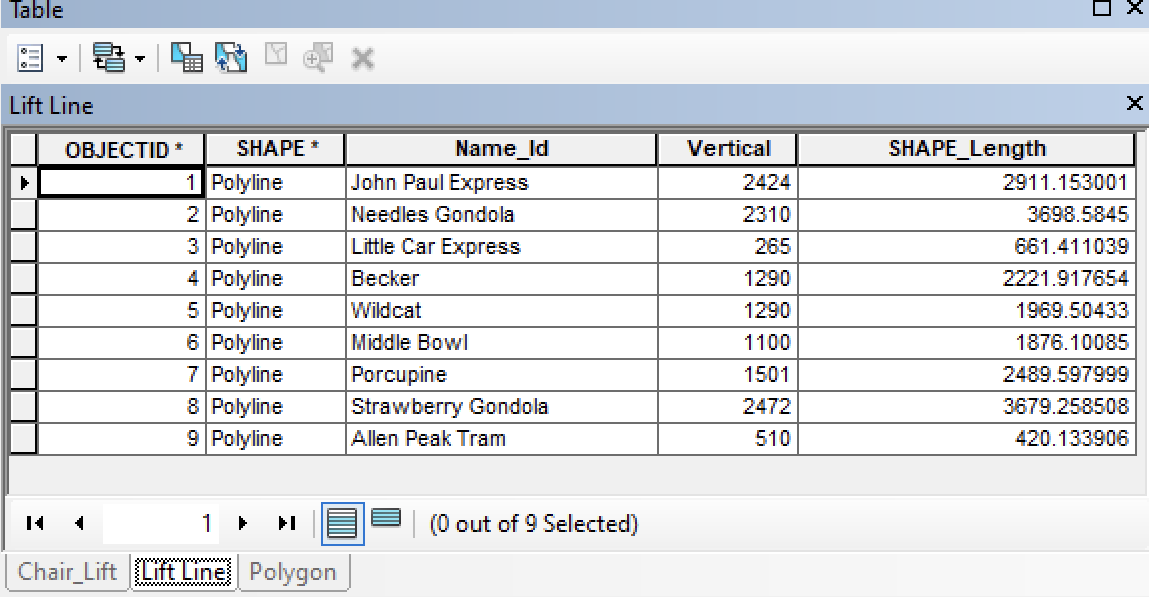 Table
Lift Line
OBJECTID * SHAPE * Name_Id Vertical SHAPE_Length
1 Polyline John Paul Express 2424 2911.153001
2 Polyline Needles Gondola 2310 3698.5845
3 Polyline Little Car Express 265 661.411039
4 Polyline Becker 1290 2221.917654
5 Polyline Wildcat 1290 1969.50433
6 Polyline Middle Bowl 1100 1876.10085
7 Polyline Porcupine 1501 2489.597999
8 Polyline Strawberry Gondola 2472 3679.258508
9 Polyline Allen Peak Tram 510 420.133906
1 (0 out of 9 Selected)
Chair_Lift Lift Line Polygon